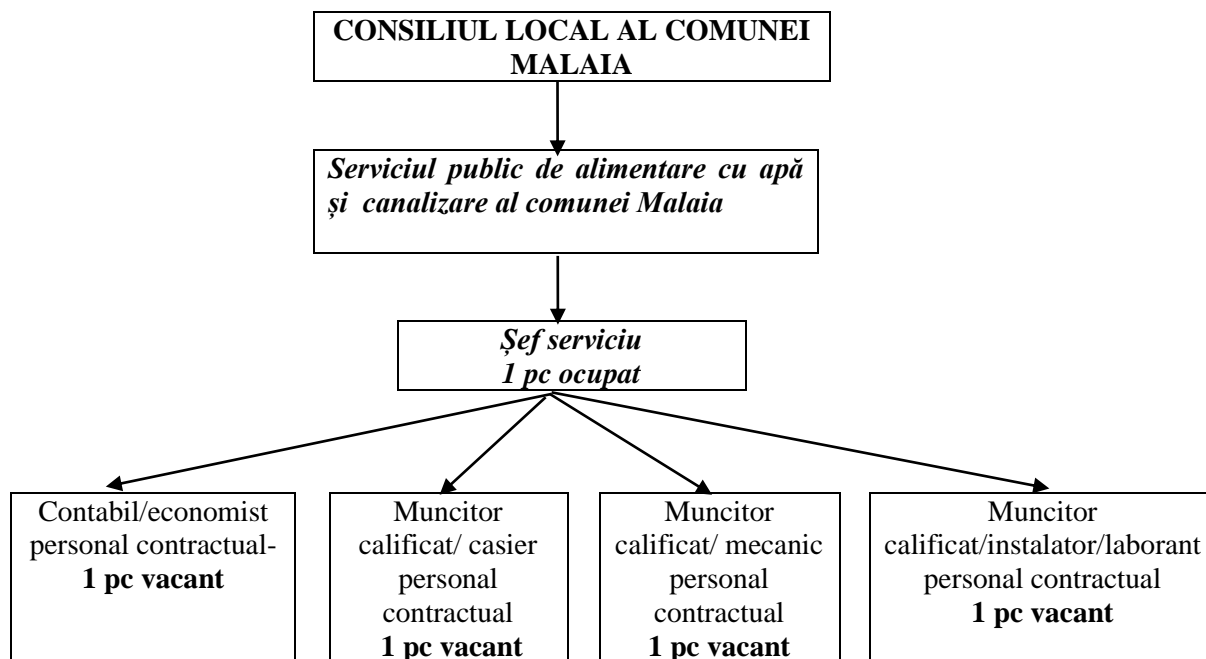 CONSILIUL LOCAL AL COMUNEI
MALAIA
Serviciul public de alimentare cu apă
și canalizare al comunei Malaia
Șef serviciu
1 pc ocupat
Contabil/economist
personal contractual-
1 pc vacant
Muncitor
calificat/ casier
personal
contractual
1 pc vacant
Muncitor
calificat/ mecanic
personal
contractual
1 pc vacant
Muncitor
calificat/instalator/laborant
personal contractual
1 pc vacant